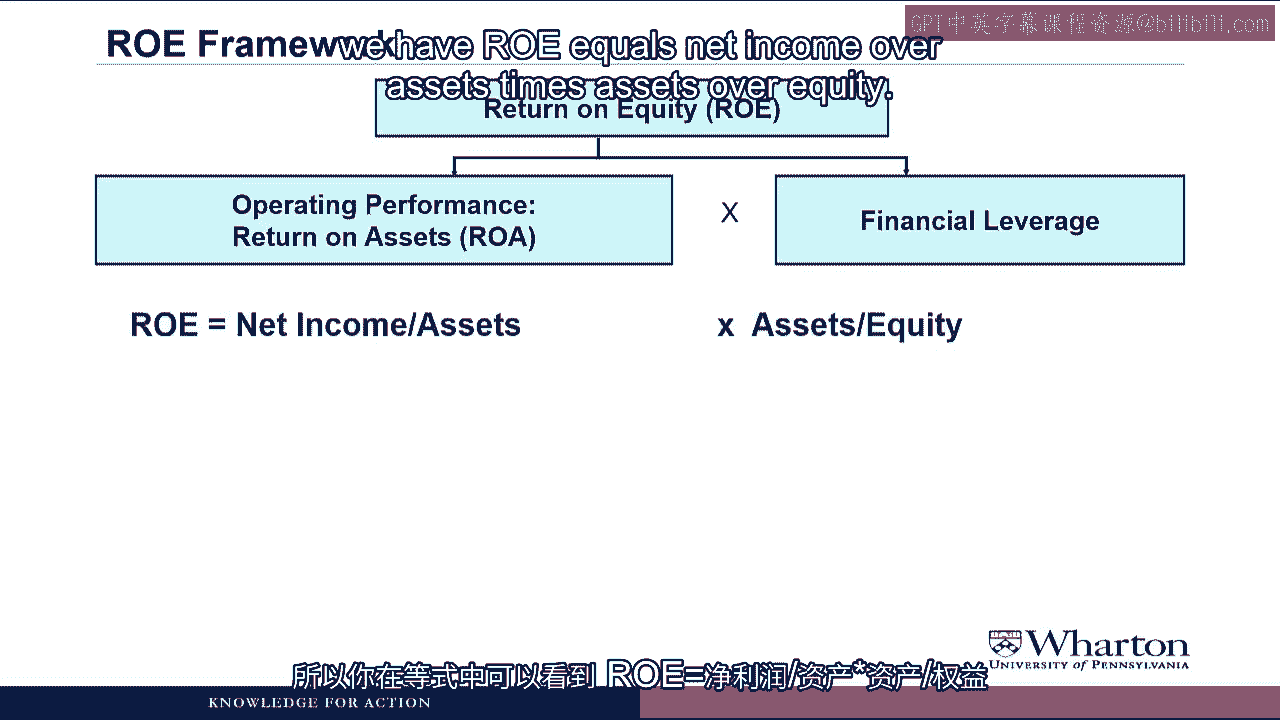 GPT中英字幕课程资源@bilibili.com
ROE Framework
we have ROE equals net income over
assets times assets over equity.
Return on Equity (ROE)
Operating Performance:
Return on Assets (ROA)
X
Financial Leverage
ROE = Net Income/Assets x Assets/Equity
Wharton
UNIVERSITY of PENNSYLVANIA
所以你在等式中可以看到 ROE=净利润/资产*资产/权益
KNOWLEDGE FOR ACTION